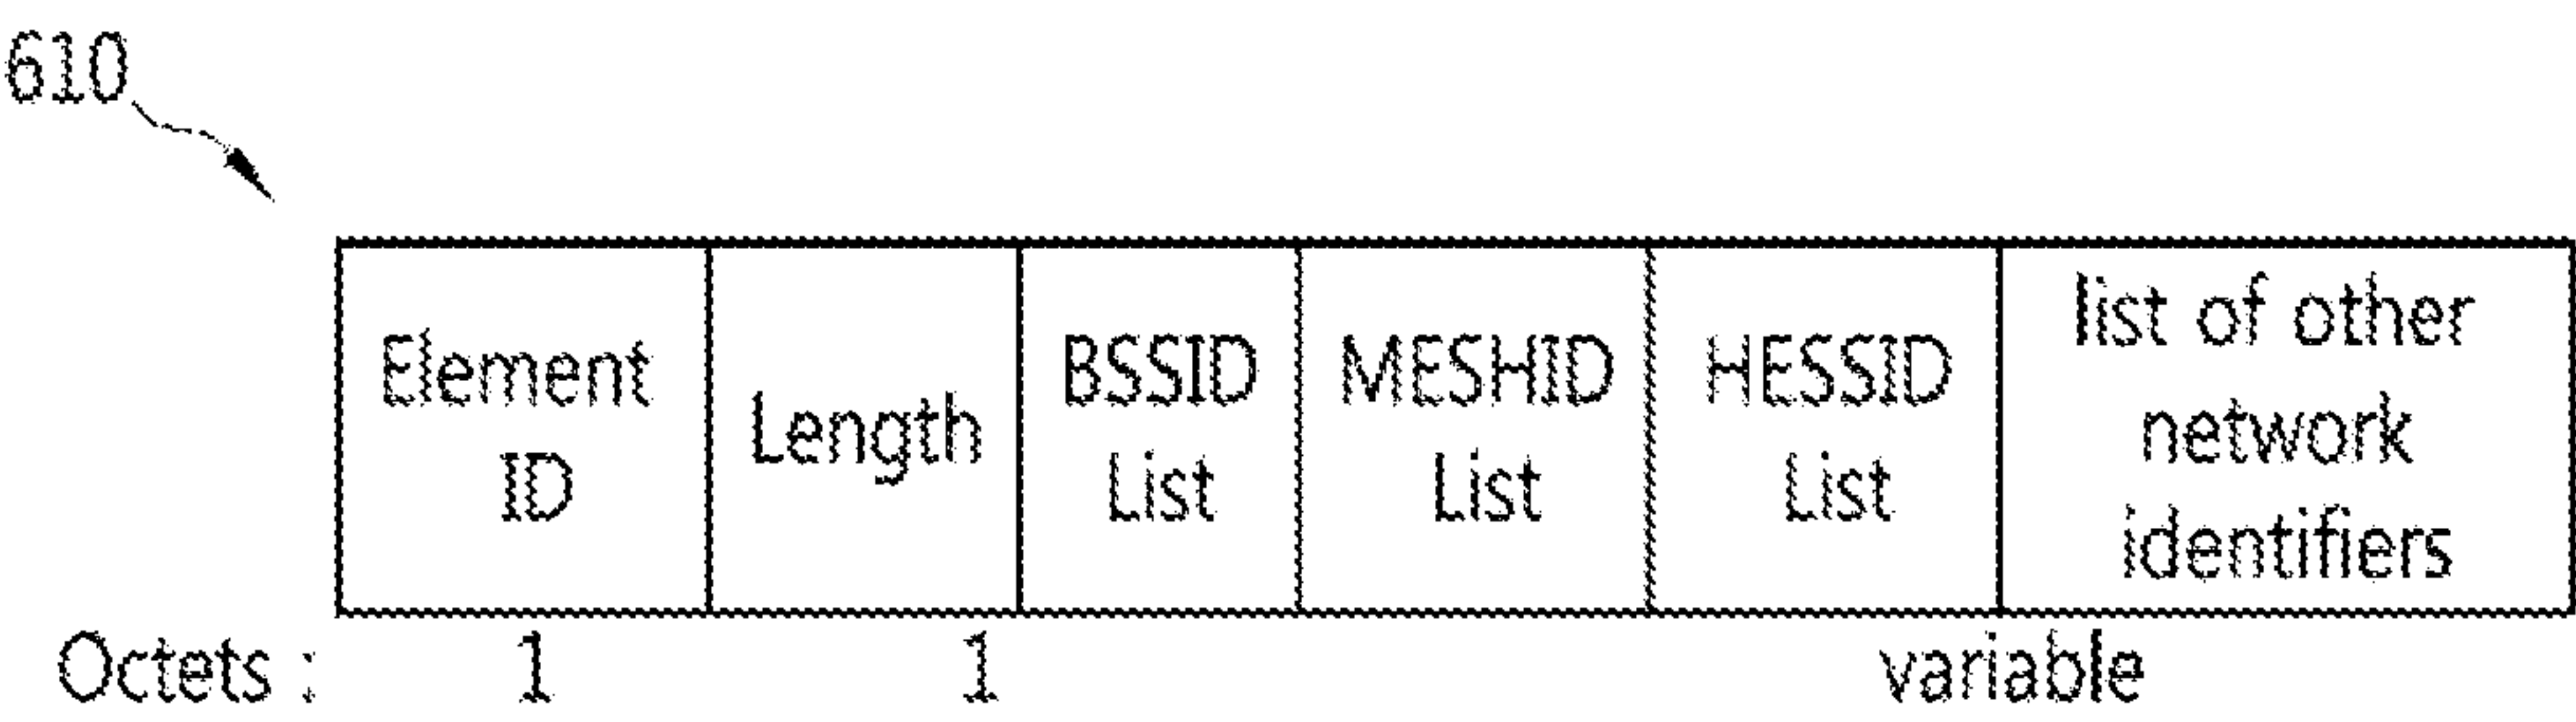 610
Element
ID
Length
BSSID
List
MESHID
List
HESSID
List
list of other
network
identifiers
Octets : 1 1 variable